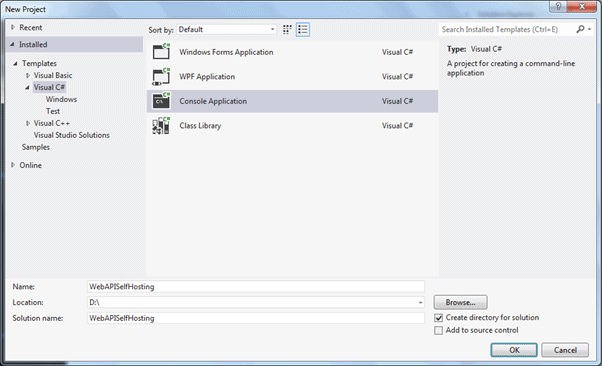 New Project
Recent
Installed
Sort by: Default
Search Installed Templates (Ctrl+E)
Templates
Visual Basic
Visual C#
Windows
Test
Visual C++
Visual Studio Solutions
Samples
Online
Windows Forms Application Visual C#
WPF Application Visual C#
Console Application Visual C#
Class Library Visual C#
Type: Visual C#
A project for creating a command-line
application
Name: WebAPISelfHosting
Location: D:\
Browse...
Solution name: WebAPISelfHosting
Create directory for solution
Add to source control
OK
Cancel